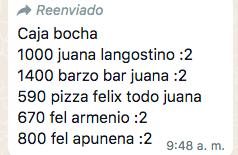 Reenviado
Caja bocha
1000 juana langostino :2
1400 barzo bar juana :2
590 pizza felix todo juana
670 fel armenio :2
800 fel apunena :2
9:48 a. m.